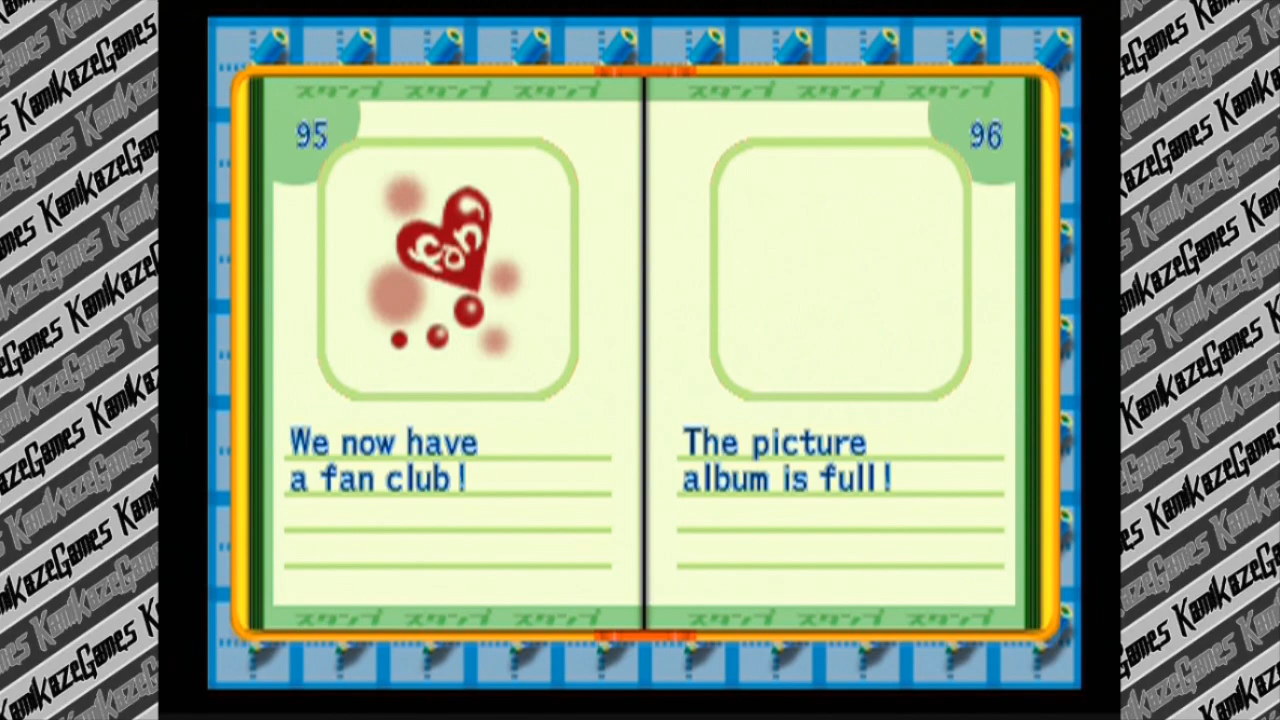 スタンプ スタンプ スタンプ スタンプ スタンプ スタンプ
95
96
We now have
a fan club!
The picture
album is full!
スタンプ スタンプ スタンプ スタンプ スタンプ スタンプ
KamikazeGames